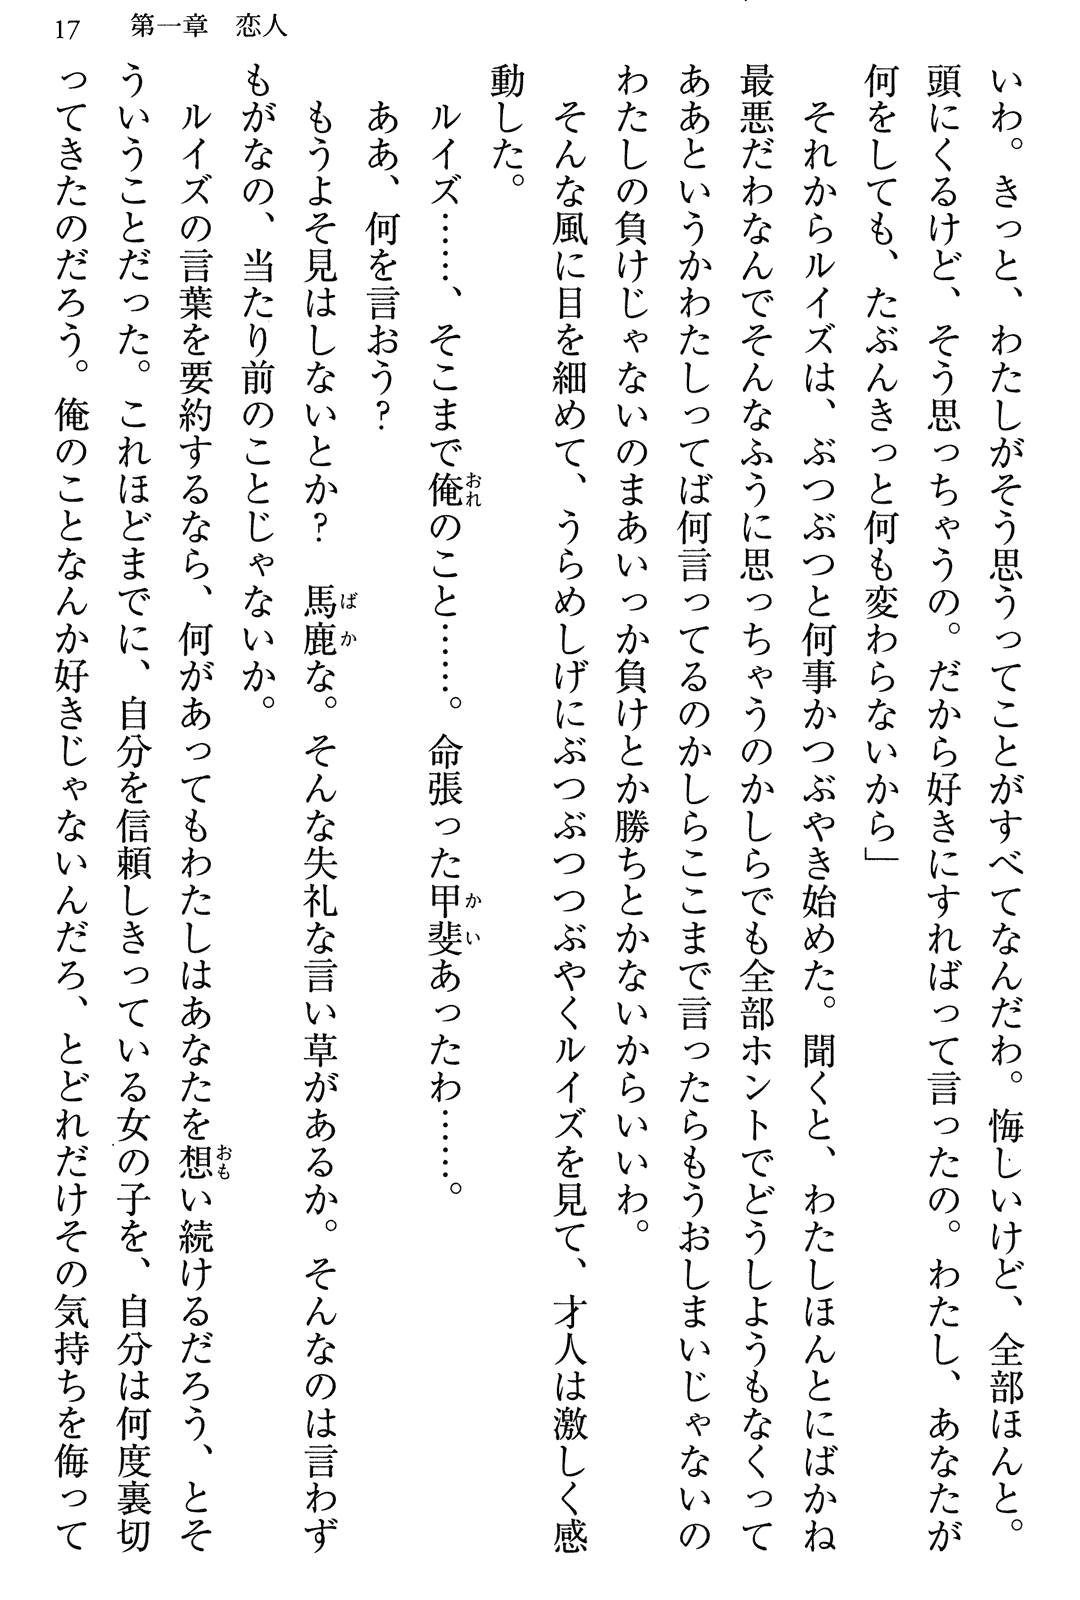 17 第一章 恋人
いわ。きっと、わたしがそう思うってことがすべてなんだわ。悔しいけど、全部ほんと。
頭にくるけど、そう思っちゃうの。だから好きにすればって言ったの。わたし、あなたが
何をしても、たぶんきっと何も変わらないから」
　それからルイズは、ぶつぶつと何事かつぶやき始めた。聞くと、わたしほんとにばかね
最悪だわなんでそんなふうに思っちゃうのかしらでも全部ホントでどうしようもなくって
ああというかわたしってば何言ってるのかしらここまで言ったらもうおしまいじゃないの
わたしの負けじゃないのまあいっか負けとか勝ちとかないからいいわ。
　そんな風に目を細めて、うらめしげにぶつぶつつぶやくルイズを見て、才人は激しく感
動した。
　ルイズ……、そこまで俺のこと……。命張った甲斐あったわ……。
　ああ、何を言おう？
　もうよそ見はしないとか？　馬鹿な。そんな失礼な言い草があるか。そんなのは言わず
もがなの、当たり前のことじゃないか。
　ルイズの言葉を要約するなら、何があってもわたしはあなたを想い続けるだろう、とそ
ういうことだった。これほどまでに、自分を信頼しきっている女の子を、自分は何度裏切
ってきたのだろう。俺のことなんか好きじゃないんだろ、とどれだけその気持ちを侮って